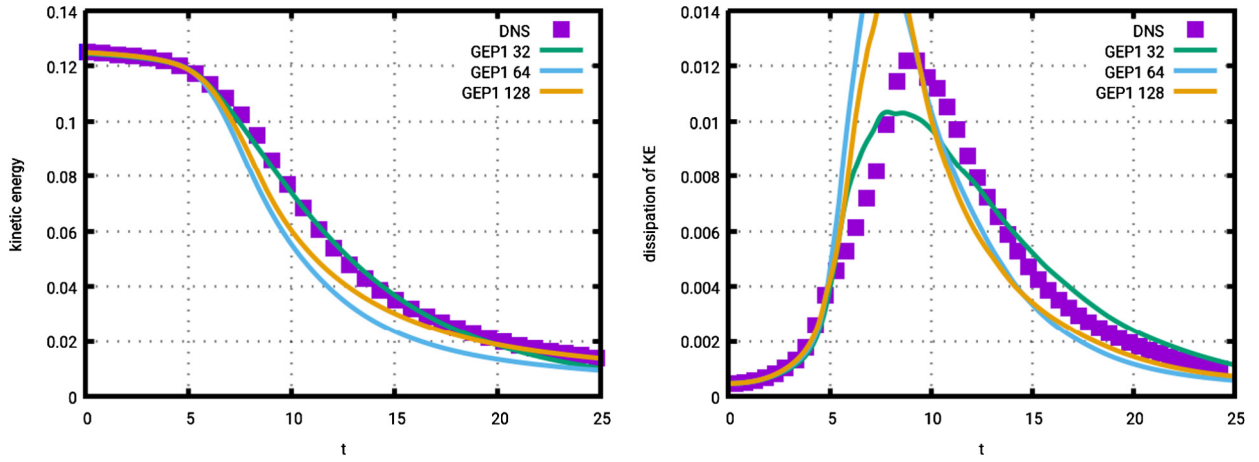 0.14
0.12
0.1
0.08
0.06
0.04
0.02
0
kinetic energy
DNS
GEP1 32
GEP1 64
GEP1 128
0 5 10 15 20 25
t
0.014
0.012
0.01
0.008
0.006
0.004
0.002
0
dissipation of KE
DNS
GEP1 32
GEP1 64
GEP1 128
0 5 10 15 20 25
t